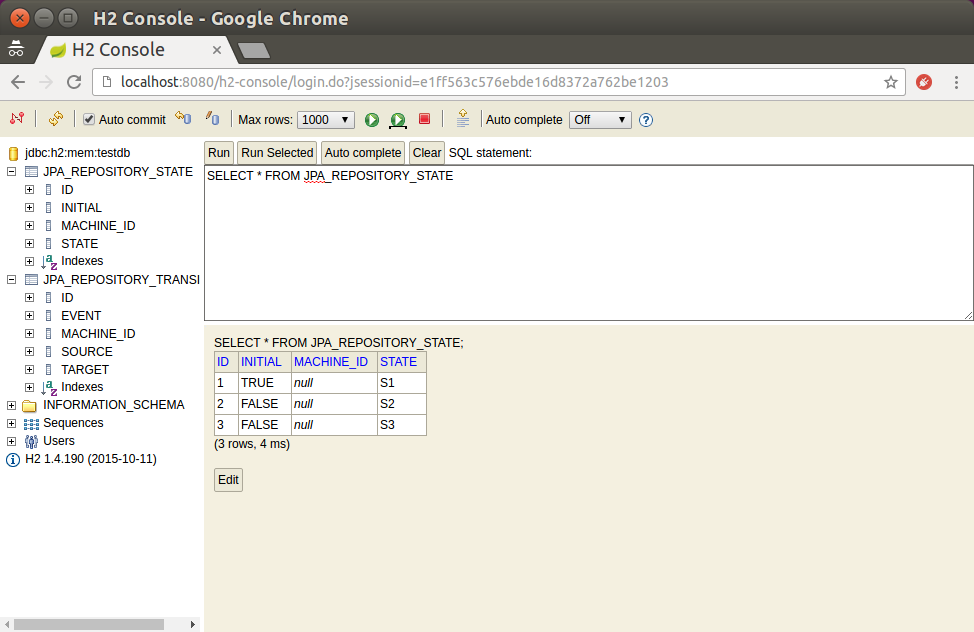 H2 Console - Google Chrome
H2 Console
localhost:8080/h2-console/login.do?jsessionid=e1ff563c576ebde16d8372a762be1203
Auto commit Max rows: 1000 Auto complete Off
jdbc:h2:mem:testdb
JPA_REPOSITORY_STATE
ID
INITIAL
MACHINE_ID
STATE
Indexes
JPA_REPOSITORY_TRANSI
ID
EVENT
MACHINE_ID
SOURCE
TARGET
Indexes
INFORMATION_SCHEMA
Sequences
Users
H2 1.4.190 (2015-10-11)
Run Run Selected Auto complete Clear SQL statement:
SELECT * FROM JPA_REPOSITORY_STATE
SELECT * FROM JPA_REPOSITORY_STATE;
ID INITIAL MACHINE_ID STATE
1 TRUE null S1
2 FALSE null S2
3 FALSE null S3
(3 rows, 4 ms)
Edit